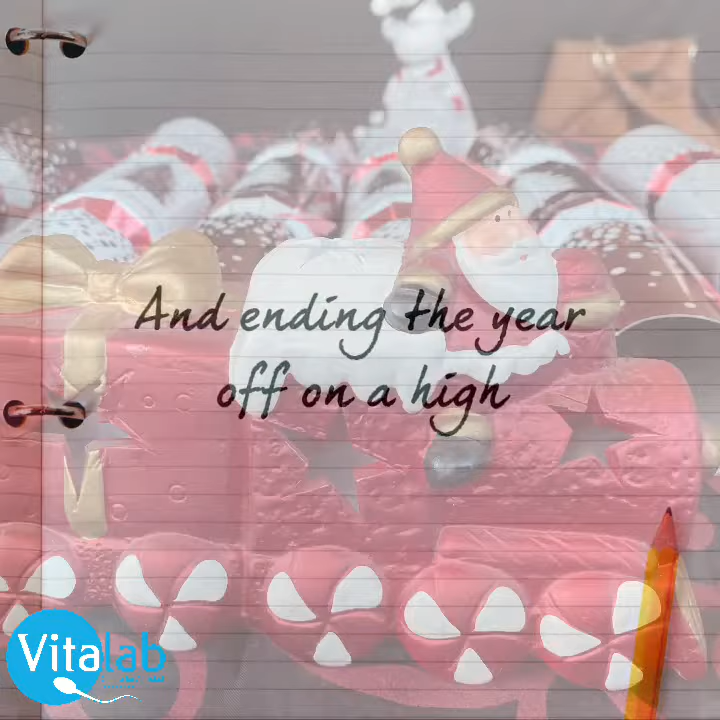 And ending the year
off on a high
Vitalab